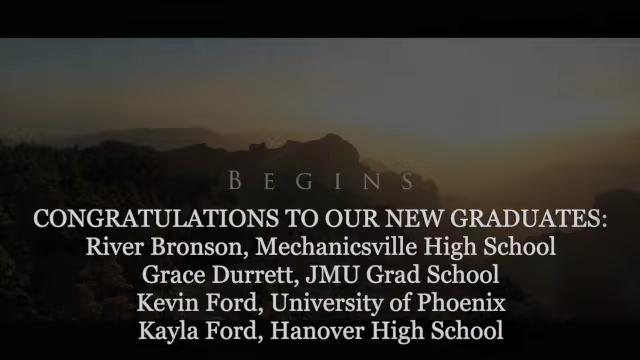 BEGINS
CONGRATULATIONS TO OUR NEW GRADUATES:
River Bronson, Mechanicsville High School
Grace Durrett, JMU Grad School
Kevin Ford, University of Phoenix
Kayla Ford, Hanover High School